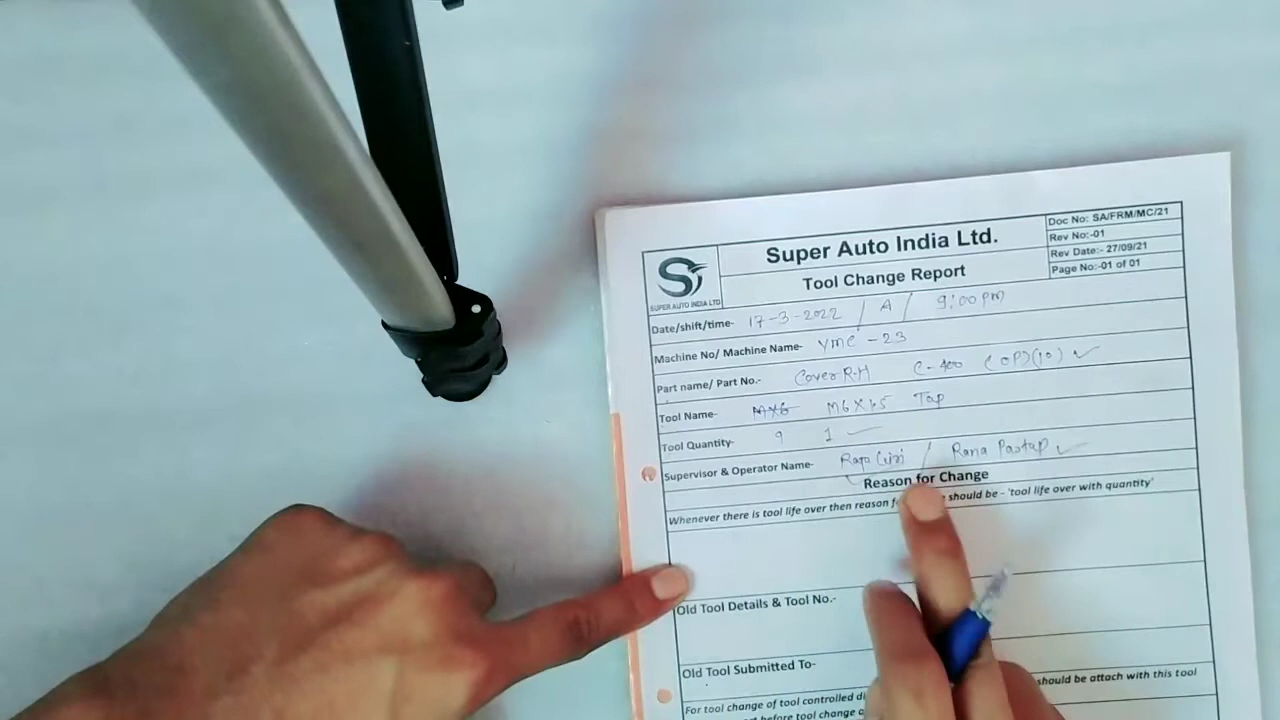 Super Auto India Ltd.
Tool Change Report
Doc No: SA/FRM/MC/21
Rev No:-01
Rev Date:- 27/09/21
Page No:-01 of 01
SUPER AUTO INDIA LTD
Date/shift/time- 17-3-2022 / A / 9:00 pm
Machine No/ Machine Name- VMC - 23
Part name/ Part No.- Cover R.H C-400 (OP)(10) ✓
Tool Name- M6 Tap
Tool Quantity- 9 1
Supervisor & Operator Name- / Rana
Reason for Change
Whenever there is tool life over then reason should be - 'tool life over with quantity'
Old Tool Details & Tool No.-
Old Tool Submitted To-
For tool change of tool controlled should be attach with this tool
before tool change